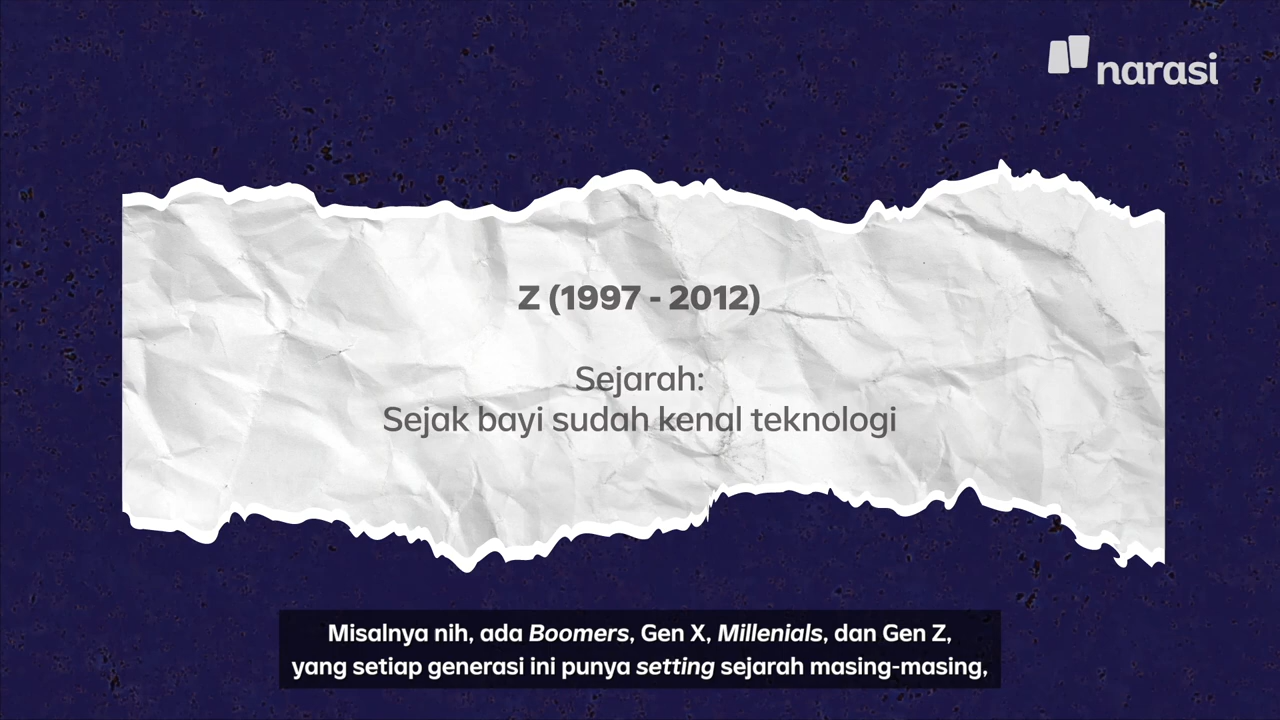 narasi
Z (1997 - 2012)
Sejarah:
Sejak bayi sudah kenal teknologi
Misalnya nih, ada Boomers, Gen X, Millenials, dan Gen Z,
yang setiap generasi ini punya setting sejarah masing-masing,